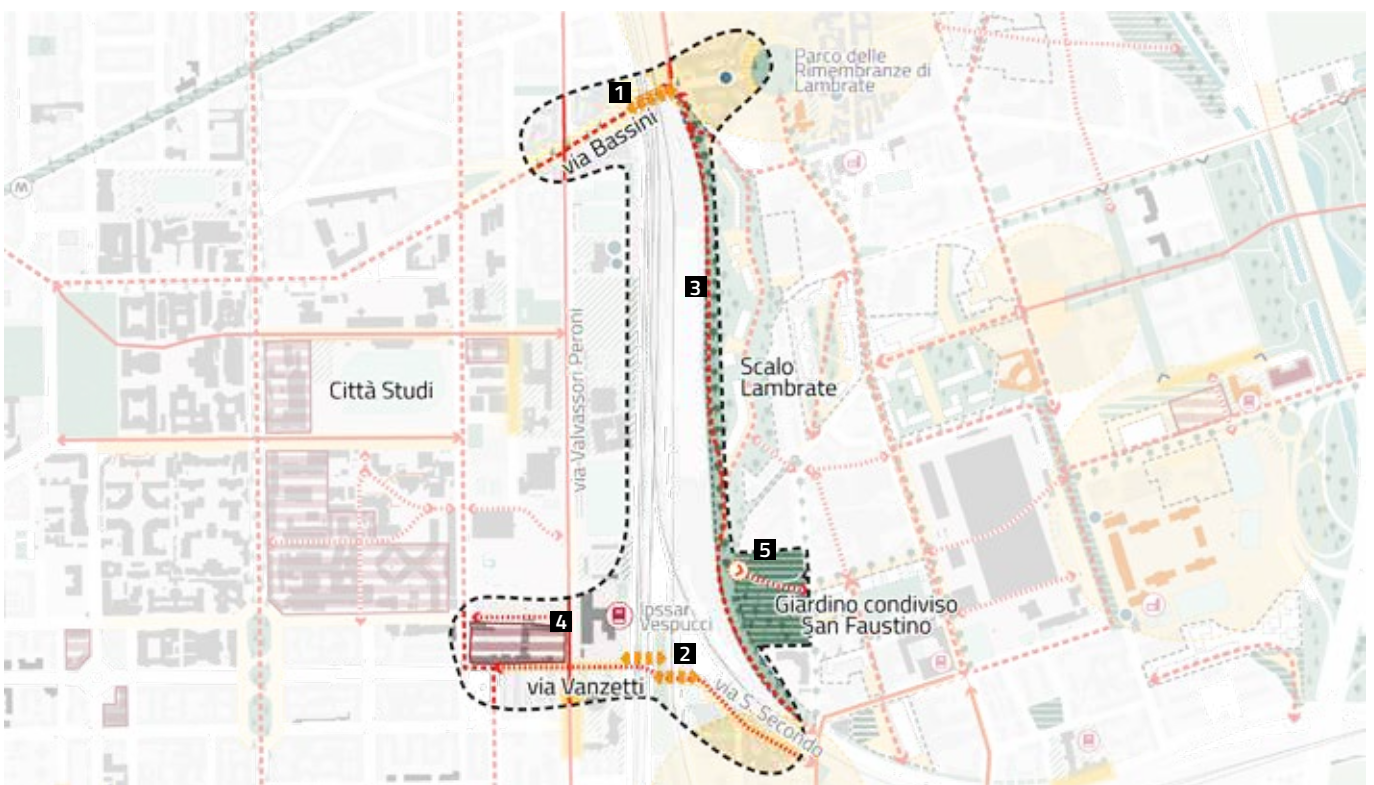 1
Parco delle
Rimembranze di
Lambrate
via Bassini
M
3
via Valvassori Peroni
Scalo
Lambrate
Città Studi
5
Giardino condiviso
San Faustino
4
Ipssar
Vespucci
2
via Vanzetti
via S. Secondo